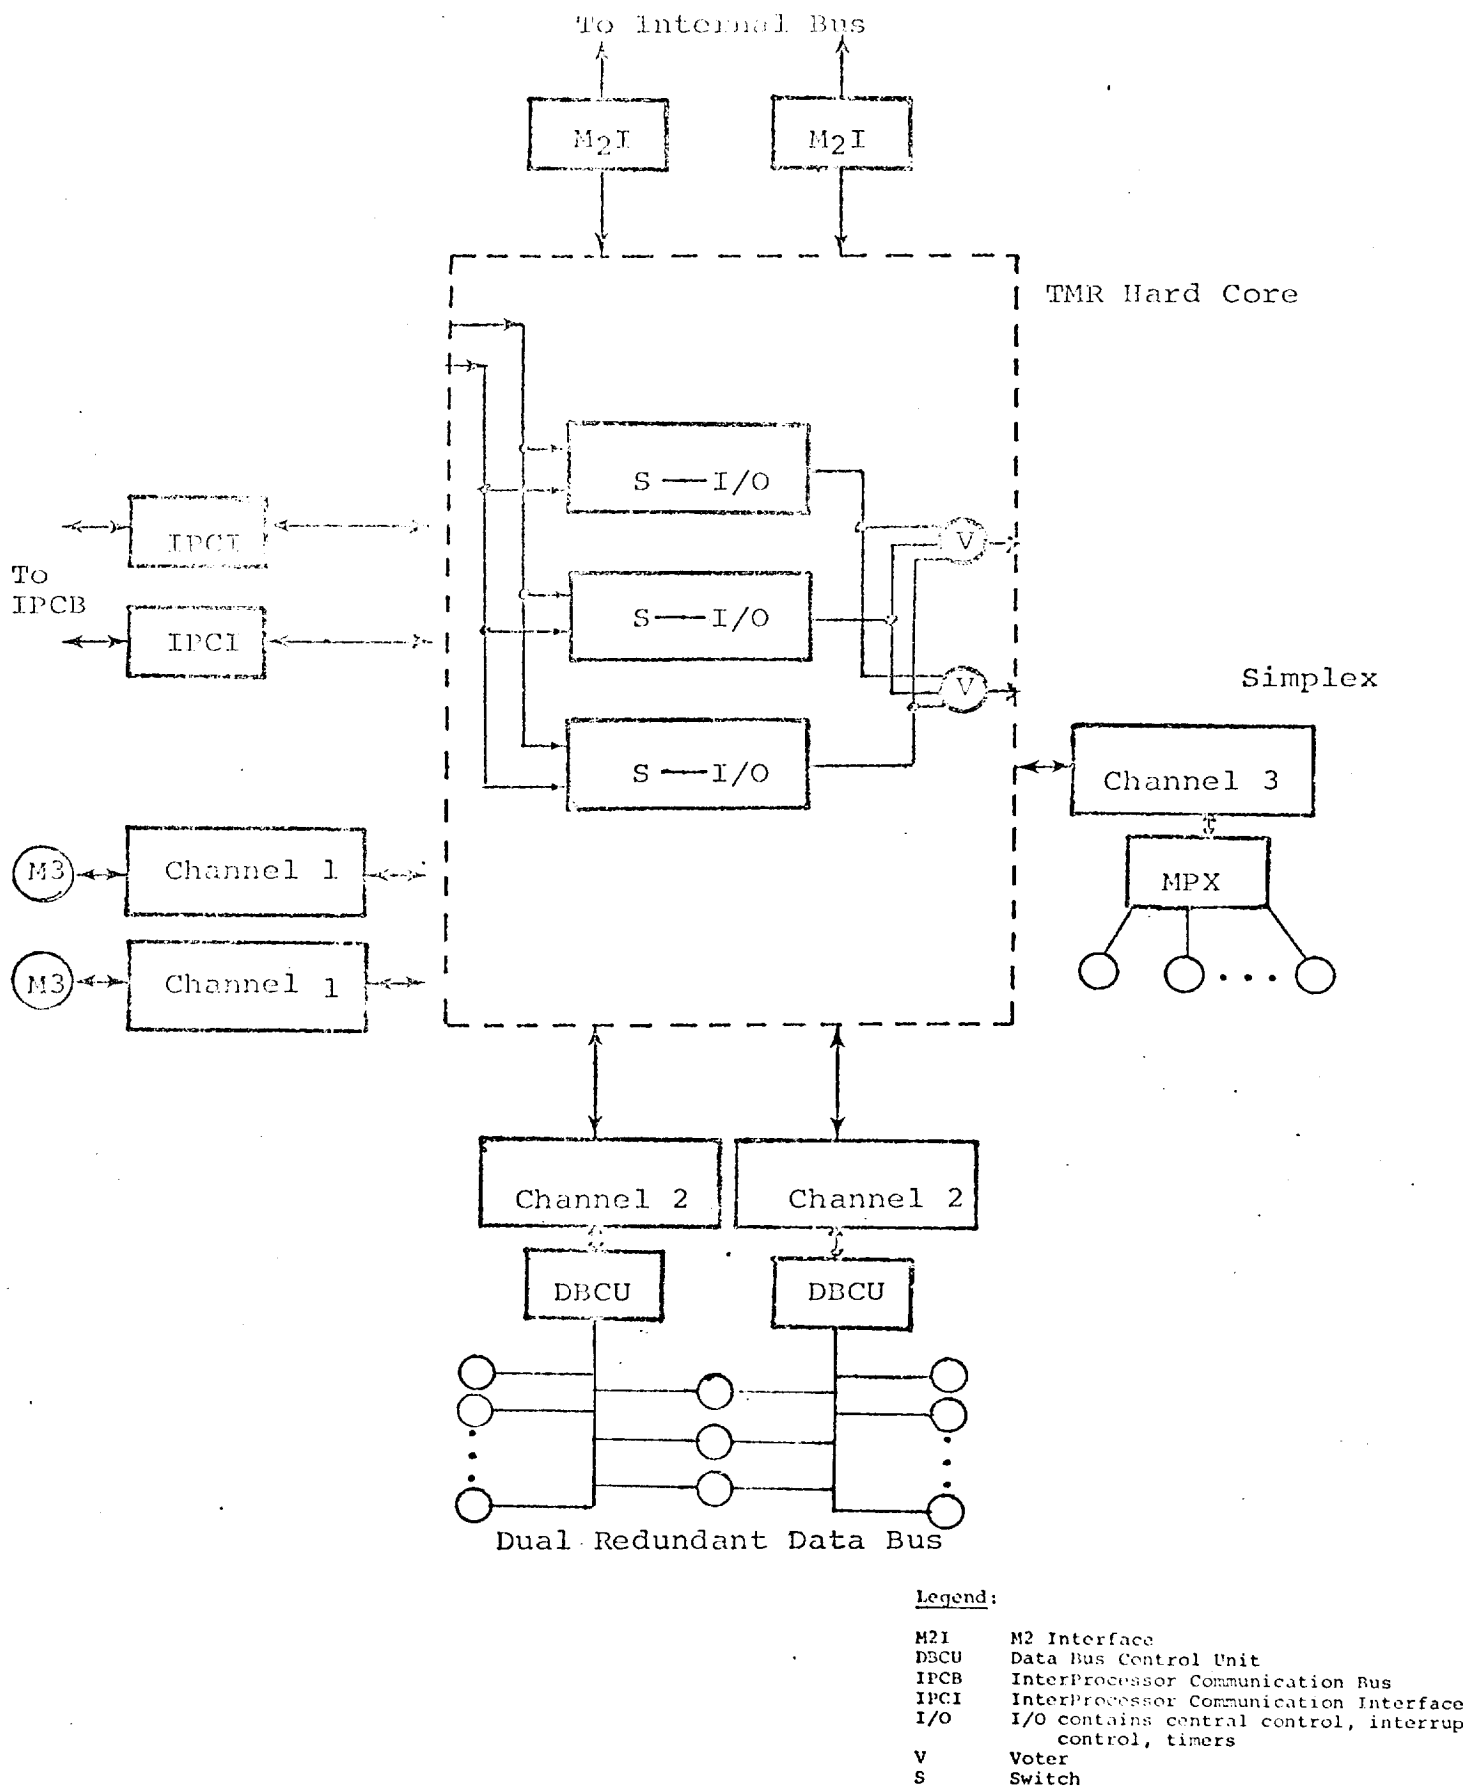 To Internal Bus
M2I
M2I
TMR Hard Core
S—I/O
IPCI
V
To
IPCB
S—I/O
IPCI
V
Simplex
S—I/O
Channel 3
M3
Channel 1
MPX
M3
Channel 1
Channel 2
Channel 2
DBCU
DBCU
Dual Redundant Data Bus
Legend:
M2I M2 Interface
DBCU Data Bus Control Unit
IPCB InterProcessor Communication Bus
IPCI InterProcessor Communication Interface
I/O I/O contains central control, interrup
control, timers
V Voter
S Switch